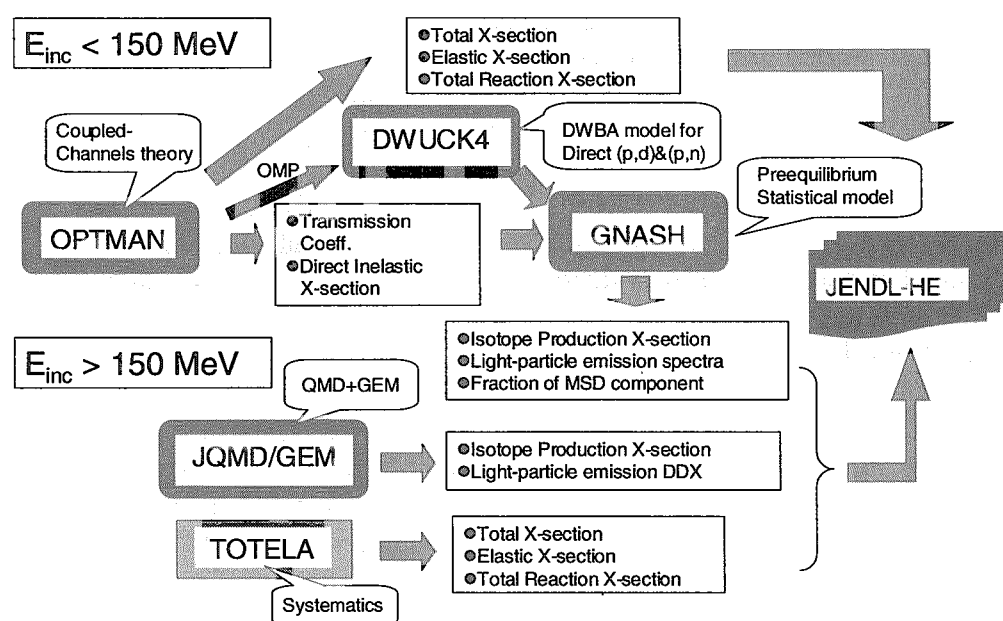 E_inc < 150 MeV
●Total X-section
●Elastic X-section
●Total Reaction X-section
Coupled-
Channels theory
DWUCK4
DWBA model for
Direct (p,d)&(p,n)
OMP
Preequilibrium
Statistical model
OPTMAN
●Transmission
Coeff.
●Direct Inelastic
X-section
GNASH
JENDL-HE
E_inc > 150 MeV
●Isotope Production X-section
●Light-particle emission spectra
●Fraction of MSD component
QMD+GEM
JQMD/GEM
●Isotope Production X-section
●Light-particle emission DDX
TOTELA
●Total X-section
●Elastic X-section
●Total Reaction X-section
Systematics